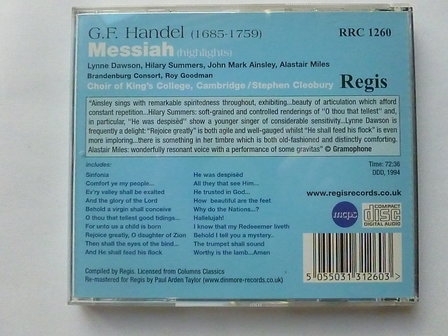 G.F. Handel (1685-1759)
RRC 1260
Messiah (highlights)
Lynne Dawson, Hilary Summers, John Mark Ainsley, Alastair Miles
Brandenburg Consort, Roy Goodman
Choir of King's College, Cambridge/Stephen Cleobury
Regis
"Ainsley sings with remarkable spiritedness throughout, exhibiting...beauty of articulation which afford
constant repetition...Hilary Summers: soft-grained and controlled renderings of "O thou that tellest" and,
in particular, "He was despisèd" show a younger singer of considerable sensitivity...Lynne Dawson is
frequently a delight: "Rejoice greatly" is both agile and well-gauged whilst "He shall feed his flock" is even
more imploring...there is something in her timbre which is both old-fashioned and distinctly comforting.
Alastair Miles: wonderfully resonant voice with a performance of some gravitas" © Gramophone
includes:
Sinfonia
Comfort ye my people...
Ev'ry valley shall be exalted
And the glory of the Lord
Behold a virgin shall conceive
O thou that tellest good tidings...
For unto us a child is born
Rejoice greatly, O daughter of Zion
Then shall the eyes of the bind...
And He shall feed his flock
He was despisèd
All they that see Him...
He trusted in God...
How beautiful are the feet
Why do the Nations...?
Hallelujah!
I know that my Redeemer liveth
Behold I tell you a mystery..
The trumpet shall sound
Worthy is the lamb...Amen
Time: 72:36
DDD, 1994
www.regisrecords.co.uk
mcps
COMPACT
disc
DIGITAL AUDIO
Compiled by Regis. Licensed from Columns Classics
Re-mastered for Regis by Paul Arden Taylor (www.dinmore-records.co.uk)
5 055031 312603 >